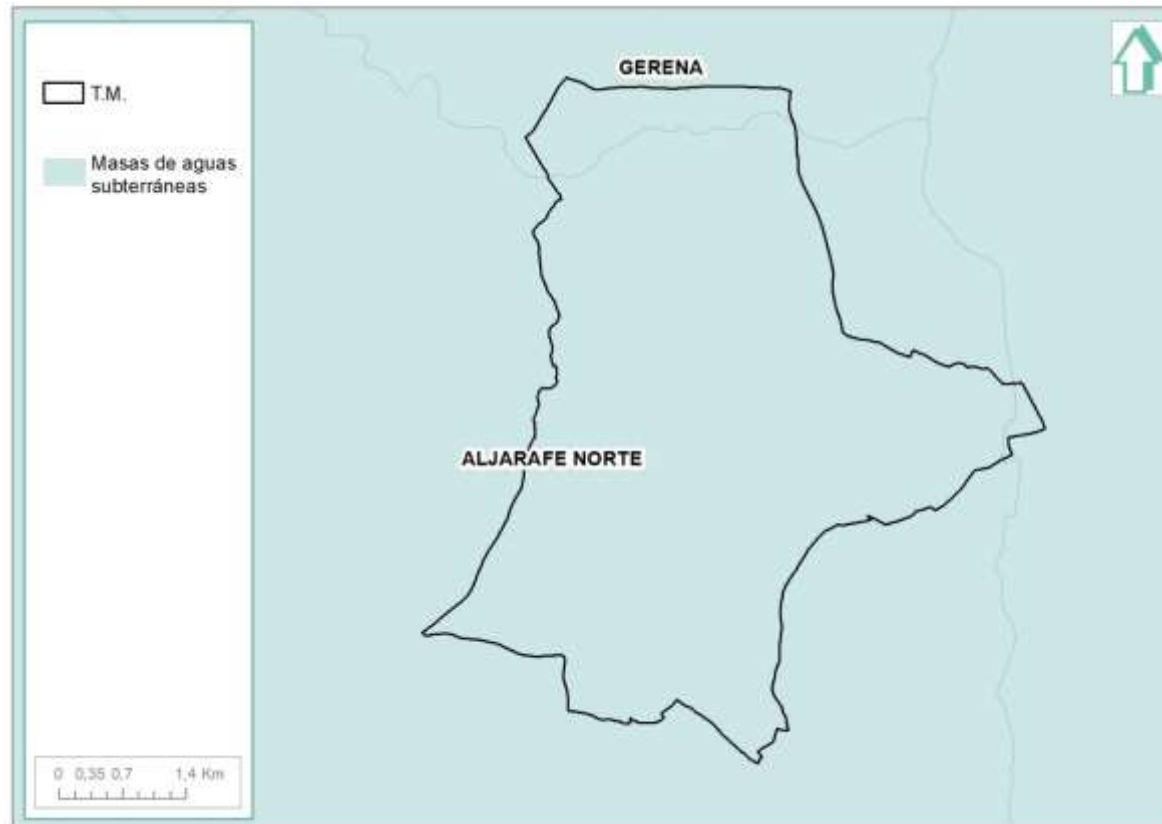 T.M.
Masas de aguas
subterráneas
0 0,35 0,7 1,4 Km
GERENA
ALJARAFE NORTE